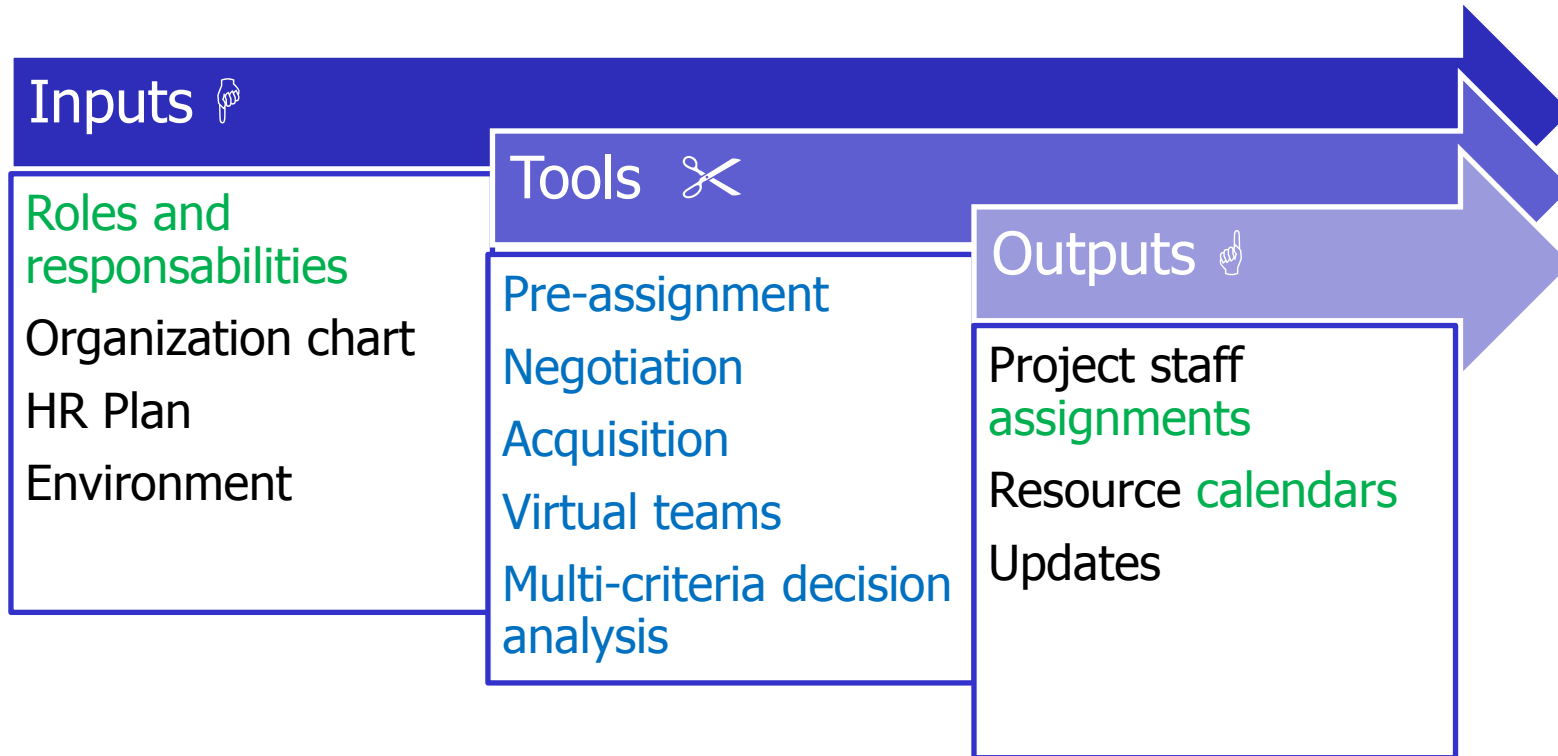 Inputs
Roles and
responsabilities
Organization chart
HR Plan
Environment
Tools
Pre-assignment
Negotiation
Acquisition
Virtual teams
Multi-criteria decision
analysis
Outputs
Project staff
assignments
Resource calendars
Updates